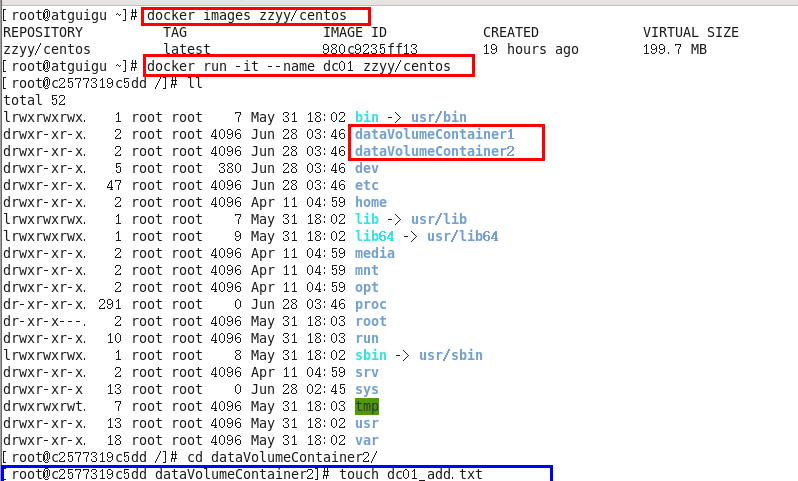 [root@atguigu ~]# docker images zzyy/centos
REPOSITORY TAG IMAGE ID CREATED VIRTUAL SIZE
zzyy/centos latest 980c9235ff13 19 hours ago 199.7 MB
[root@atguigu ~]# docker run -it --name dc01 zzyy/centos
[root@c2577319c5dd /]# ll
total 52
lrwxrwxrwx. 1 root root 7 May 31 18:02 bin -> usr/bin
drwxr-xr-x. 2 root root 4096 Jun 28 03:46 dataVolumeContainer1
drwxr-xr-x. 2 root root 4096 Jun 28 03:46 dataVolumeContainer2
drwxr-xr-x. 5 root root 380 Jun 28 03:46 dev
drwxr-xr-x. 47 root root 4096 Jun 28 03:46 etc
drwxr-xr-x. 2 root root 4096 Apr 11 04:59 home
lrwxrwxrwx. 1 root root 7 May 31 18:02 lib -> usr/lib
lrwxrwxrwx. 1 root root 9 May 31 18:02 lib64 -> usr/lib64
drwxr-xr-x. 2 root root 4096 Apr 11 04:59 media
drwxr-xr-x. 2 root root 4096 Apr 11 04:59 mnt
drwxr-xr-x. 2 root root 4096 Apr 11 04:59 opt
dr-xr-xr-x. 291 root root 0 Jun 28 03:46 proc
dr-xr-x---. 2 root root 4096 May 31 18:03 root
drwxr-xr-x. 10 root root 4096 May 31 18:03 run
lrwxrwxrwx. 1 root root 8 May 31 18:02 sbin -> usr/sbin
drwxr-xr-x. 2 root root 4096 Apr 11 04:59 srv
drwxr-xr-x 13 root root 0 Jun 28 02:45 sys
drwxrwxrwt. 7 root root 4096 May 31 18:03 tmp
drwxr-xr-x. 13 root root 4096 May 31 18:02 usr
drwxr-xr-x. 18 root root 4096 May 31 18:02 var
[root@c2577319c5dd /]# cd dataVolumeContainer2/
[root@c2577319c5dd dataVolumeContainer2]# touch dc01_add.txt